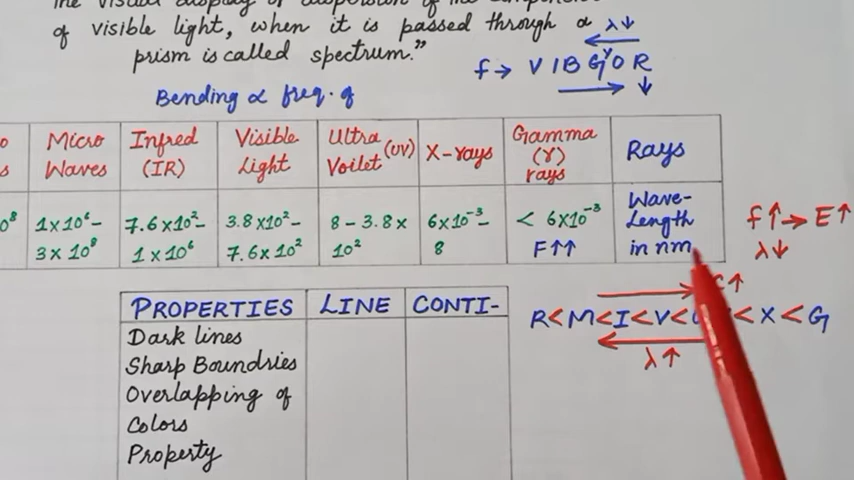 of visible light, when it is passed through a
prism is called spectrum."
λ↓
f→ VIBGYOR ↓
Bending ∝ freq. of
Micro Waves
Infred (IR)
Visible Light
Ultra Voilet (UV)
X-rays
Gamma (γ) rays
Rays
0⁸
1×10⁶–
3×10⁸
7.6×10²–
1×10⁶
3.8×10²–
7.6×10²
8–3.8×
10²
6×10⁻³–
8
< 6×10⁻³
F↑↑
Wave-
Length
in nm
f↑→E↑
λ↓
PROPERTIES LINE CONTI-
Dark lines
Sharp Boundries
Overlapping of
Colors
Property
R<M<I<V< < X < G
λ↑